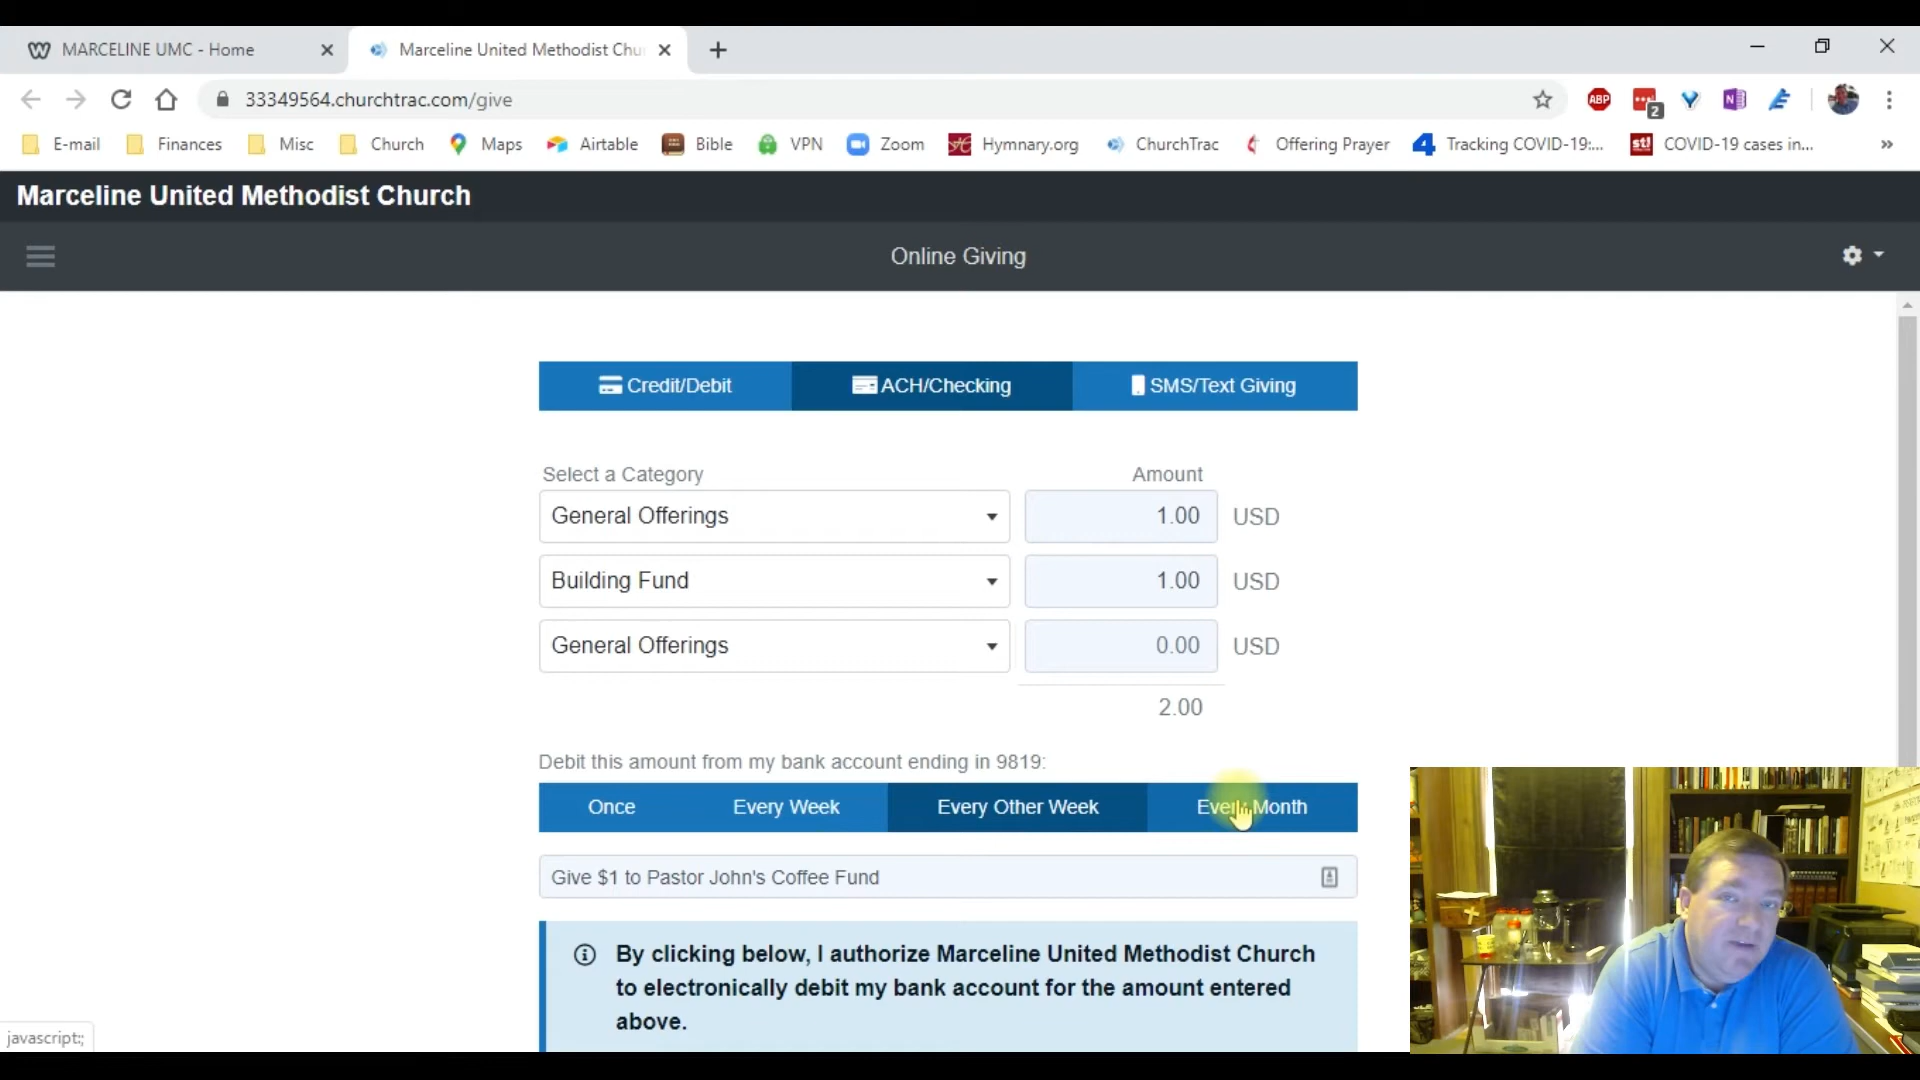 MARCELINE UMC - Home
Marceline United Methodist Chu
33349564.churchtrac.com/give
ABP
2
N
E-mail Finances Misc Church Maps Airtable Bible VPN Zoom Hymnary.org ChurchTrac Offering Prayer 4 Tracking COVID-19:... stl COVID-19 cases in... »
Marceline United Methodist Church
Online Giving
Credit/Debit ACH/Checking SMS/Text Giving
Select a Category Amount
General Offerings 1.00 USD
Building Fund 1.00 USD
General Offerings 0.00 USD
2.00
Debit this amount from my bank account ending in 9819:
Once Every Week Every Other Week Every Month
Give $1 to Pastor John's Coffee Fund
By clicking below, I authorize Marceline United Methodist Church
to electronically debit my bank account for the amount entered
above.
javascript:;